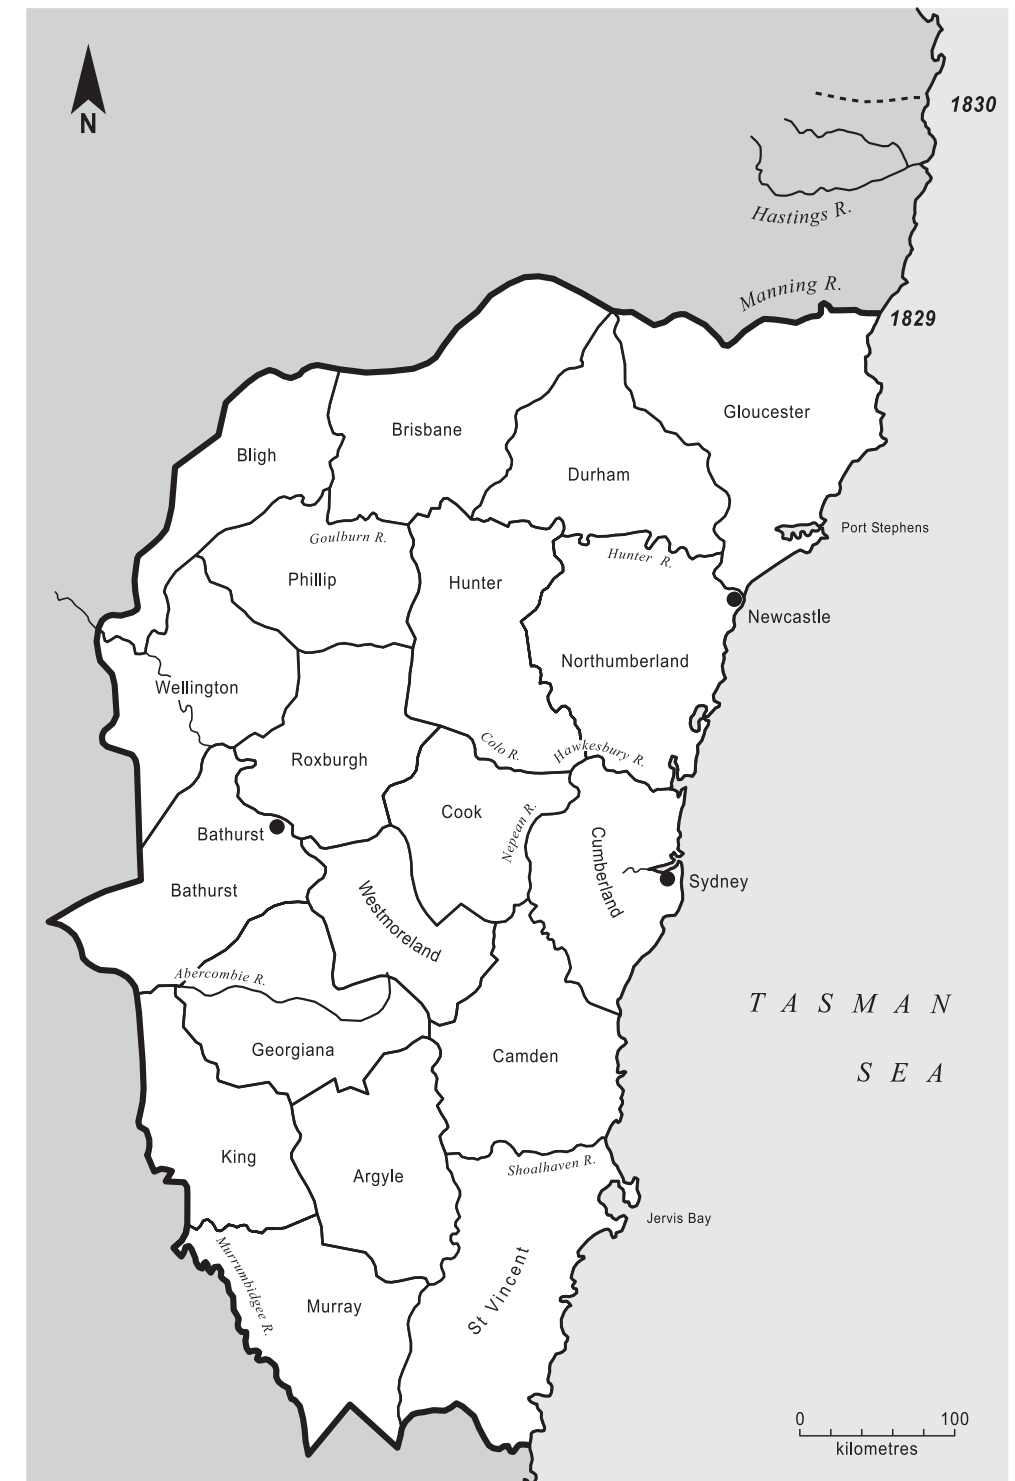 N
1830
Hastings R.
Manning R.
1829
Gloucester
Brisbane
Bligh
Durham
Port Stephens
Goulburn R.
Hunter R.
Phillip
Hunter
Newcastle
Northumberland
Wellington
Colo R.
Hawkesbury R.
Roxburgh
Cook
Nepean R.
Bathurst
Cumberland
Sydney
Bathurst
Westmoreland
Abercombie R.
TASMAN
SEA
Georgiana
Camden
King
Argyle
Shoalhaven R.
Jervis Bay
Murrumbidgee R.
St Vincent
Murray
0 100
kilometres